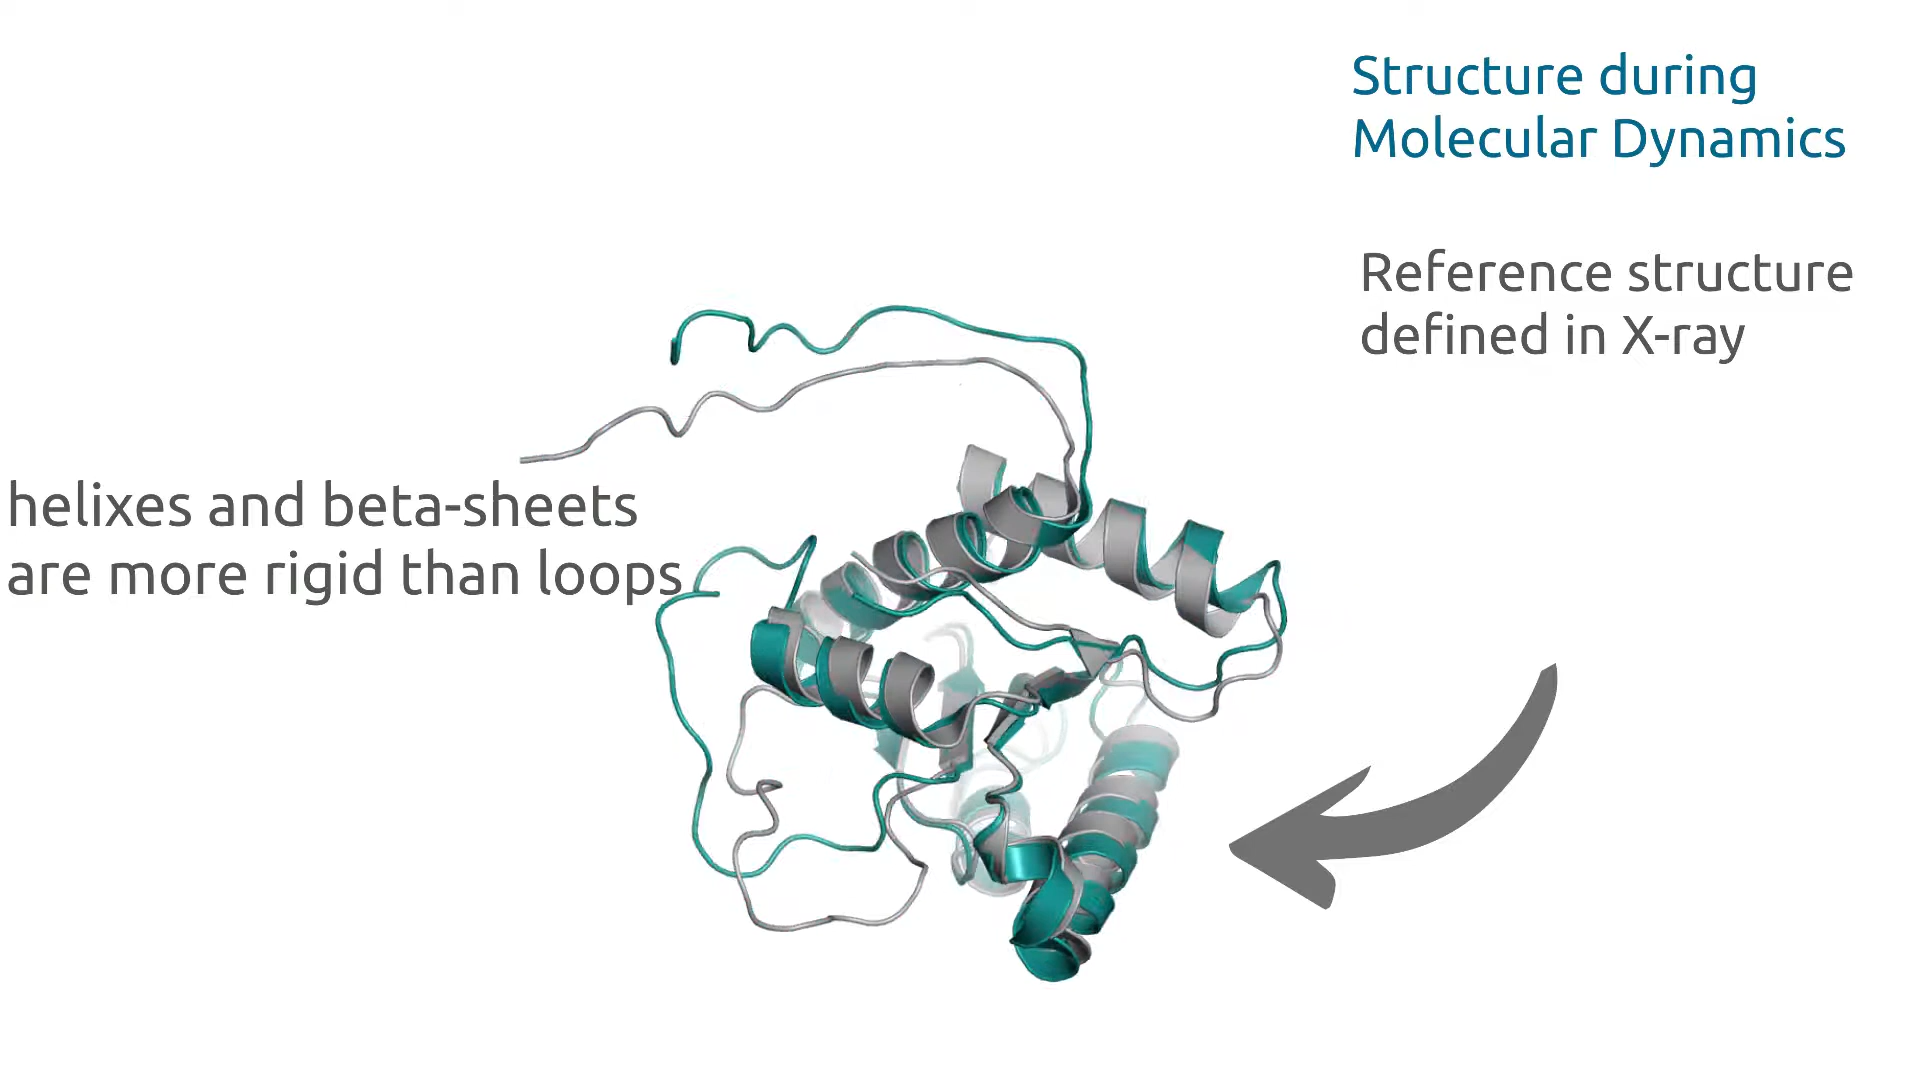 Structure during
Molecular Dynamics
Reference structure
defined in X-ray
helixes and beta-sheets
are more rigid than loops